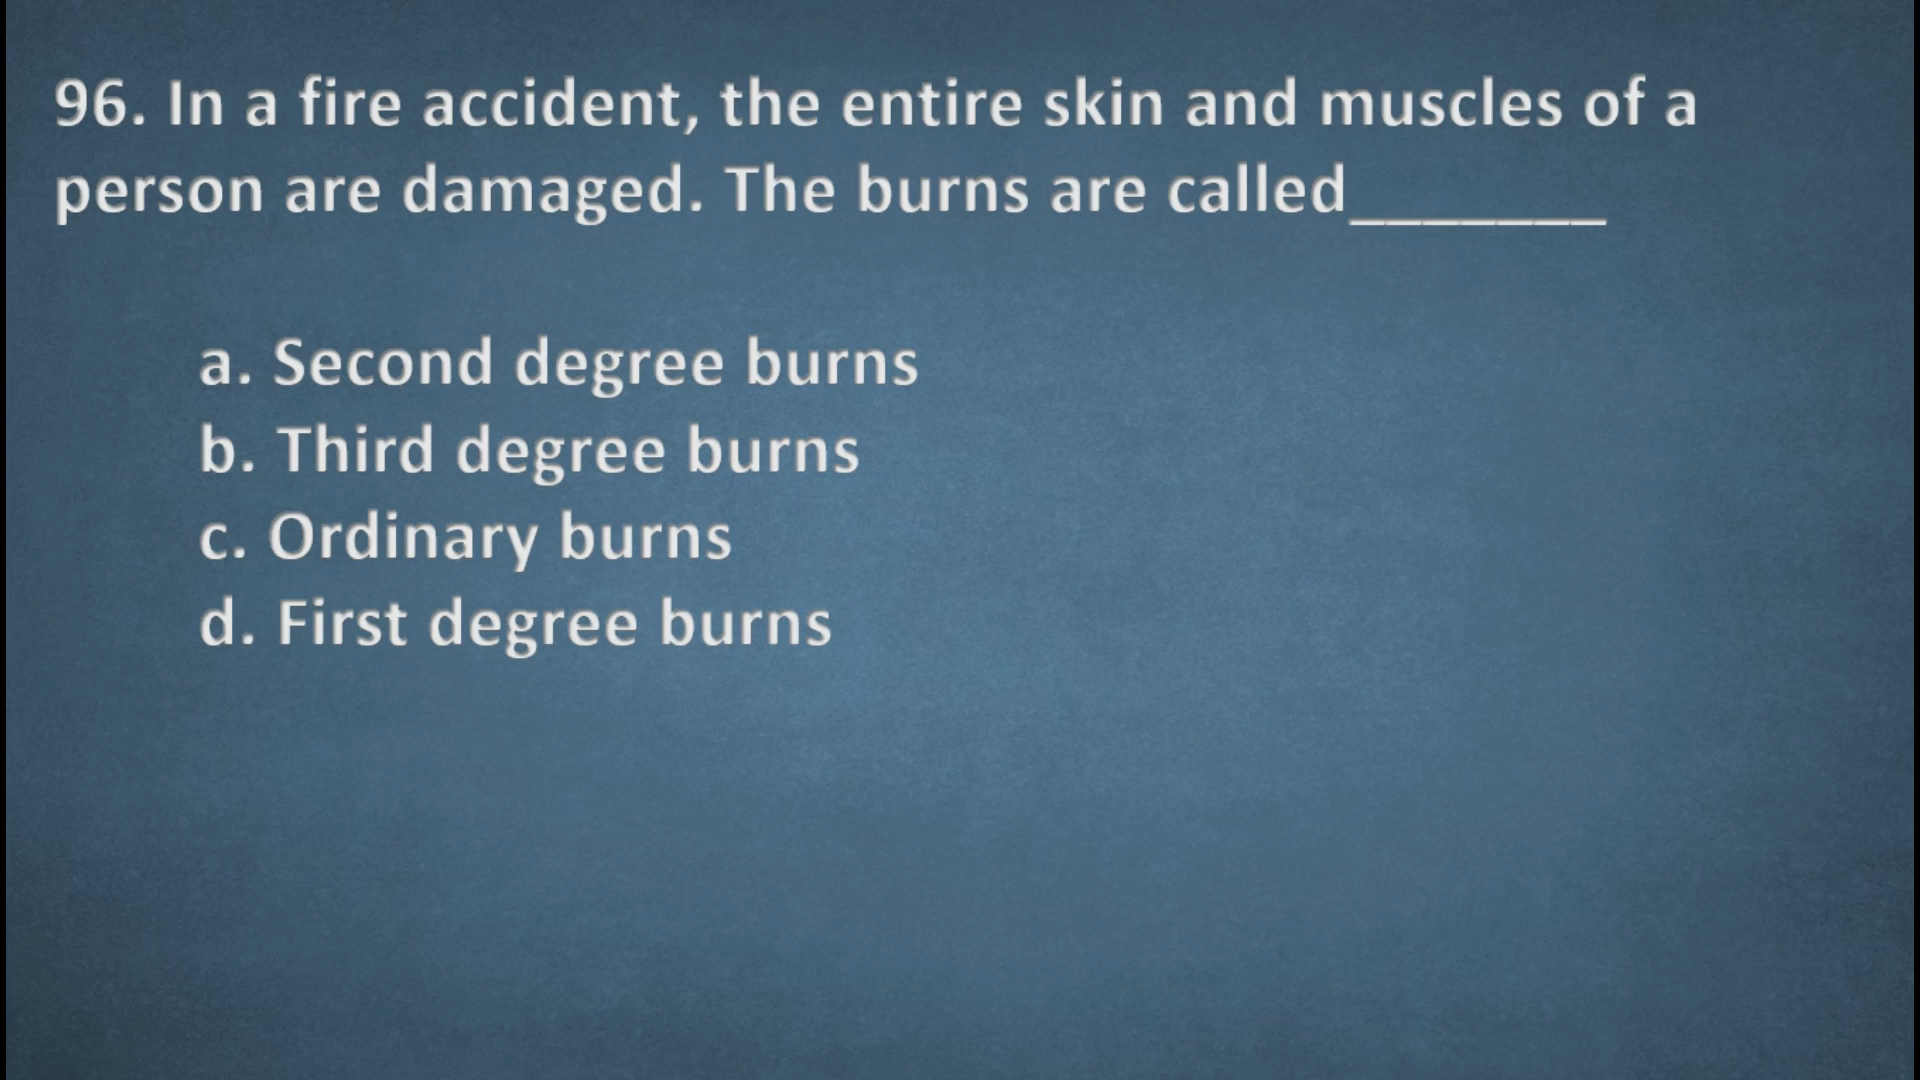 96. In a fire accident, the entire skin and muscles of a
person are damaged. The burns are called_______
a. Second degree burns
b. Third degree burns
c. Ordinary burns
d. First degree burns